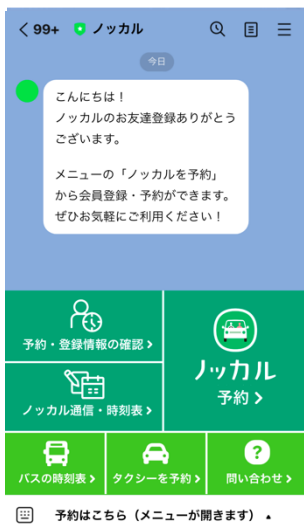 99+ ノッカル
今日
こんにちは！
ノッカルのお友達登録ありがとう
ございます。
メニューの「ノッカルを予約」
から会員登録・予約ができます。
ぜひお気軽にご利用ください！
予約・登録情報の確認
ノッカル通信・時刻表
ノッカル
予約
バスの時刻表
タクシーを予約
?
問い合わせ
予約はこちら（メニューが開きます）